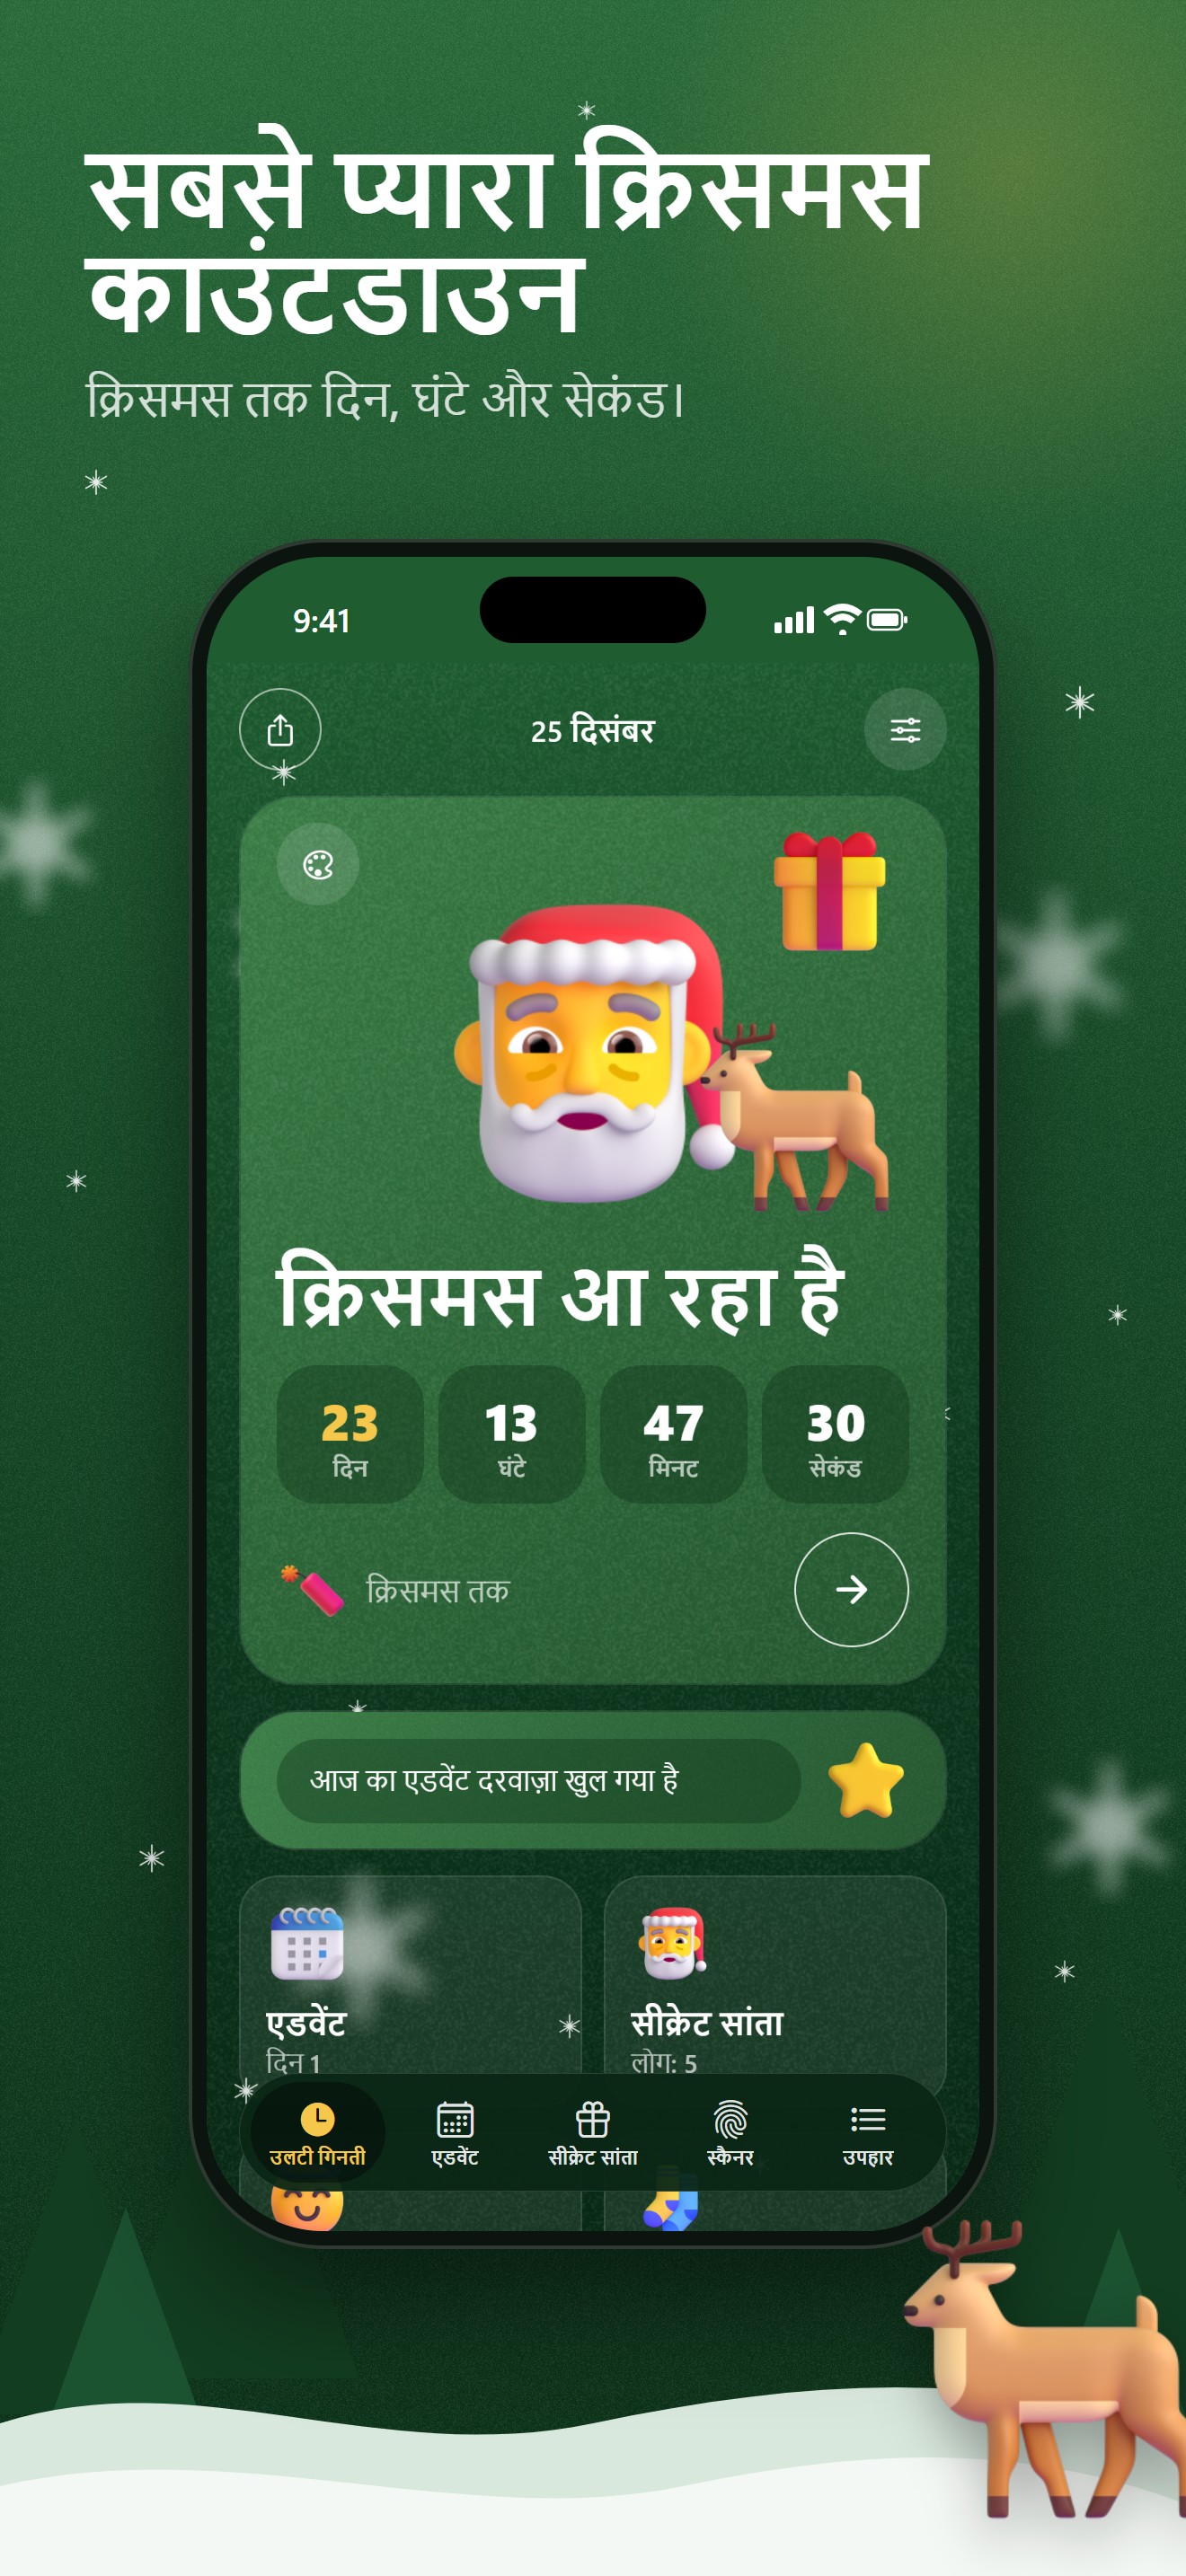 सबसे प्यारा क्रिसमस
काउंटडाउन
क्रिसमस तक दिन, घंटे और सेकंड।
9:41
25 दिसंबर
क्रिसमस आ रहा है
23 13 47 30
दिन घंटे मिनट सेकंड
क्रिसमस तक
आज का एडवेंट दरवाज़ा खुल गया है
एडवेंट सीक्रेट सांता
दिन 1 लोग: 5
उलटी गिनती एडवेंट सीक्रेट सांता स्कैनर उपहार